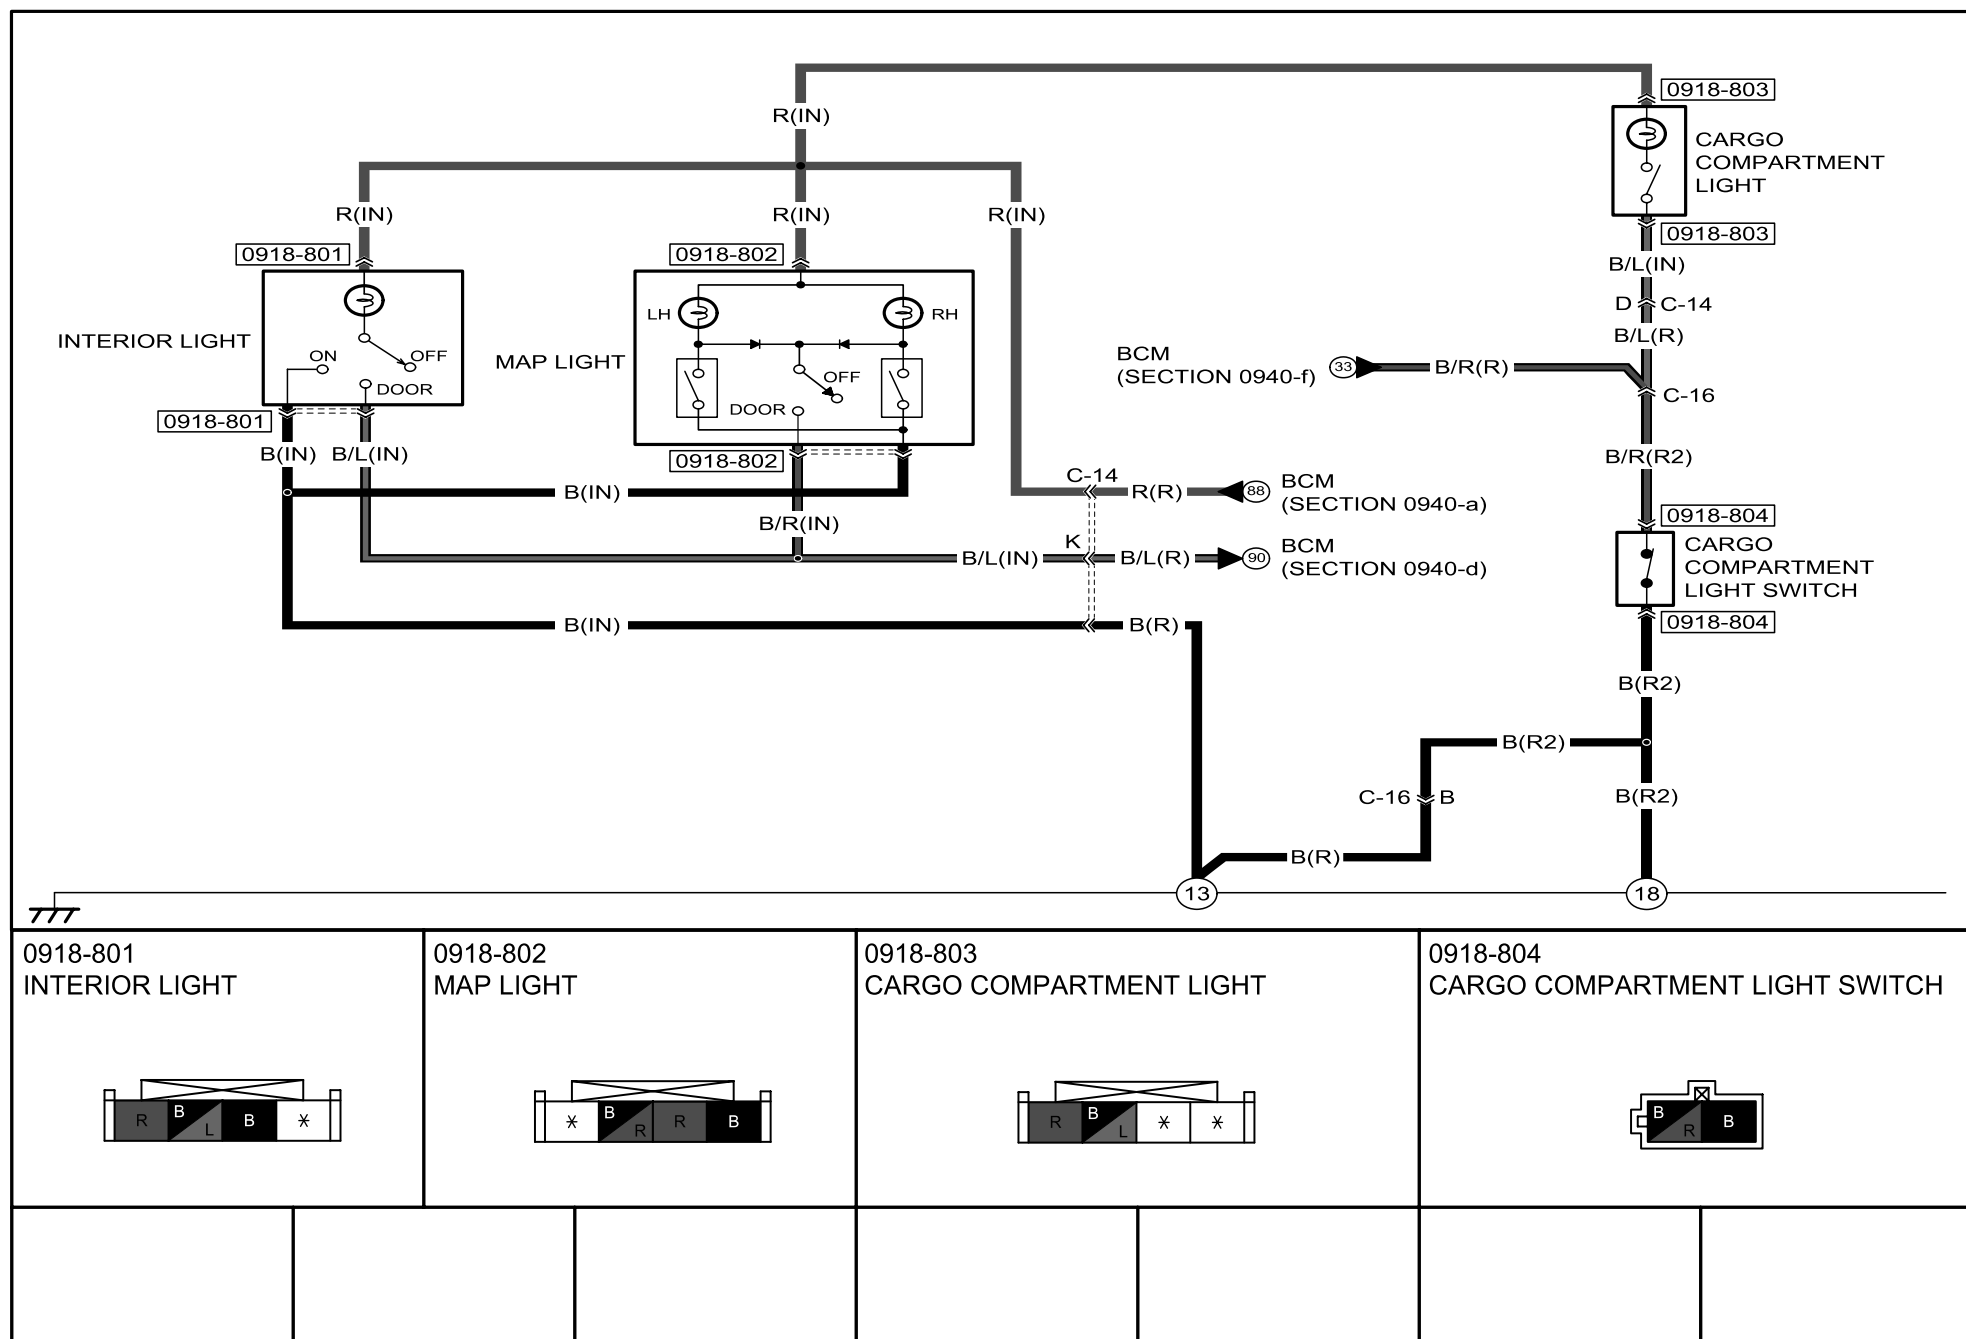 R(IN)
0918-803
CARGO
COMPARTMENT
LIGHT
R(IN)
R(IN)
R(IN)
0918-801
0918-802
0918-803
B/L(IN)
D
C-14
B/L(R)
INTERIOR LIGHT
ON
OFF
DOOR
MAP LIGHT
LH
RH
OFF
DOOR
BCM
(SECTION 0940-f)
33
B/R(R)
C-16
0918-801
B(IN)
B/L(IN)
0918-802
B/R(R2)
C-14
B(IN)
R(R)
88
BCM
(SECTION 0940-a)
B/R(IN)
0918-804
K
B/L(IN)
B/L(R)
90
BCM
(SECTION 0940-d)
CARGO
COMPARTMENT
LIGHT SWITCH
0918-804
B(IN)
B(R)
B(R2)
B(R2)
C-16
B
B(R2)
B(R)
13
18
0918-801
INTERIOR LIGHT
R
B
L
B
*
0918-802
MAP LIGHT
*
B
R
R
B
0918-803
CARGO COMPARTMENT LIGHT
R
B
L
*
*
0918-804
CARGO COMPARTMENT LIGHT SWITCH
B
R
B